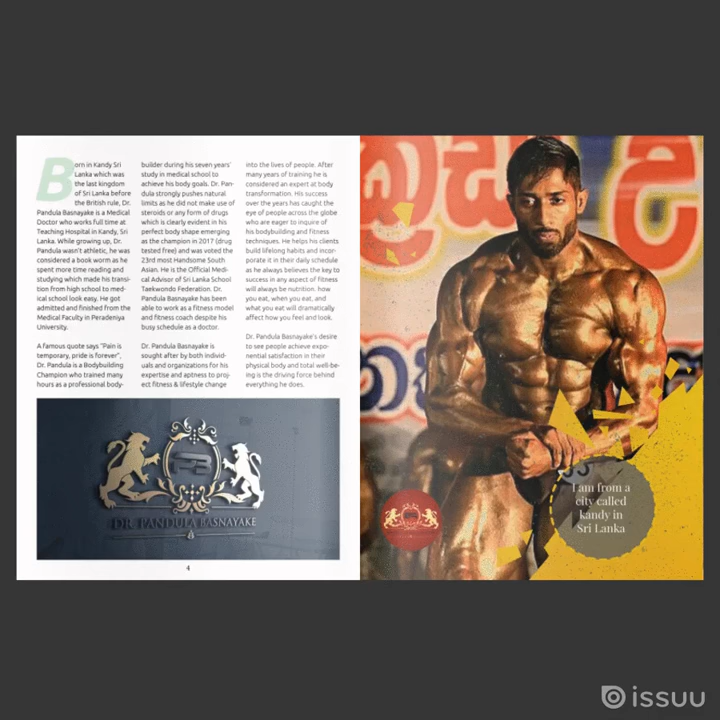 Born in Kandy Sri
Lanka which was
the last kingdom
of Sri Lanka before
the British rule, Dr.
Pandula Basnayake is a Medical
Doctor who works full time at
Teaching Hospital in Kandy, Sri
Lanka. While growing up, Dr.
Pandula wasn't athletic, he was
considered a book worm as he
spent more time reading and
studying which made his transi-
tion from high school to med-
ical school look easy. He got
admitted and finished from the
Medical Faculty in Peradeniya
University.
A famous quote says "Pain is
temporary, pride is forever",
Dr. Pandula is a Bodybuilding
Champion who trained many
hours as a professional body-
builder during his seven years'
study in medical school to
achieve his body goals. Dr. Pan-
dula strongly pushes natural
limits as he did not make use of
steroids or any form of drugs
which is clearly evident in his
perfect body shape emerging
as the champion in 2017 (drug
tested free) and was voted the
23rd most Handsome South
Asian. He is the Official Medi-
cal Advisor of Sri Lanka School
Taekwondo Federation. Dr.
Pandula Basnayake has been
able to work as a fitness model
and fitness coach despite his
busy schedule as a doctor.
Dr. Pandula Basnayake is
sought after by both individ-
uals and organizations for his
expertise and aptness to proj-
ect fitness & lifestyle change
into the lives of people. After
many years of training he is
considered an expert at body
transformation. His success
over the years has caught the
eye of people across the globe
who are eager to inquire of
his bodybuilding and fitness
techniques. He helps his clients
build lifelong habits and incor-
porate it in their daily schedule
as he always believes the key to
success in any aspect of fitness
will always be nutrition. how
you eat, when you eat, and
what you eat will dramatically
affect how you feel and look.
Dr. Pandula Basnayake's desire
to see people achieve expo-
nential satisfaction in their
physical body and total well-be-
ing is the driving force behind
everything he does.
DR. PANDULA BASNAYAKE
4
I am from a
city called
kandy in
Sri Lanka
issuu